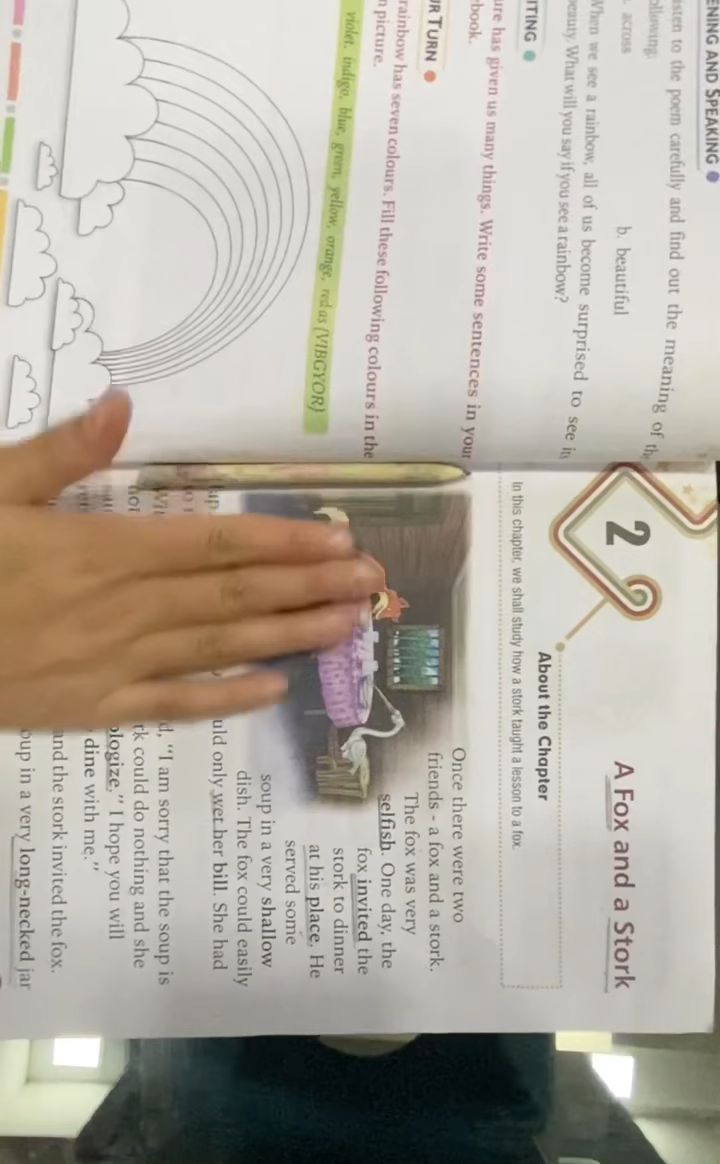 ENING AND SPEAKING
isten to the poem carefully and find out the meaning of th
ollowing:
across
b. beautiful
When we see a rainbow, all of us become surprised to see its
beauty. What will you say if you see a rainbow?
ITING
ure has given us many things. Write some sentences in your
ebook.
UR TURN
rainbow has seven colours. Fill these following colours in the
n picture.
violet, indigo, blue, green, yellow, orange, red as (VIBGYOR)
2
A Fox and a Stork
About the Chapter
In this chapter, we shall study how a stork taught a lesson to a fox.
Once there were two
friends - a fox and a stork.
The fox was very
selfish. One day, the
fox invited the
stork to dinner
at his place. He
served some
soup in a very shallow
dish. The fox could easily
lap
uld only wet her bill. She had
d, “I am sorry that the soup is
rk could do nothing and she
ologize.” I hope you will
dine with me.”
and the stork invited the fox.
oup in a very long-necked jar